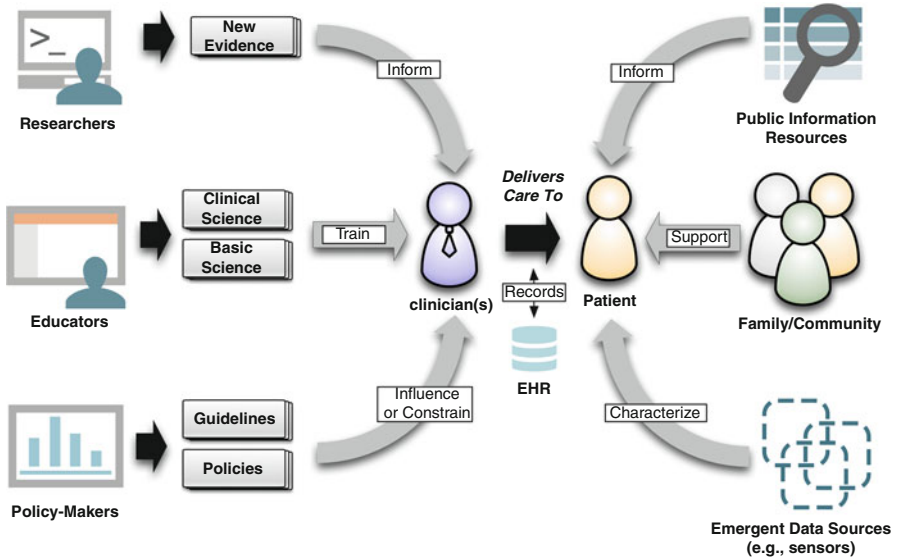 >_
New
Evidence
Researchers
Inform
Inform
Public Information
Resources
Clinical
Science
Basic
Science
Educators
Train
Delivers
Care To
clinician(s)
Records
EHR
Patient
Support
Family/Community
Guidelines
Policies
Policy-Makers
Influence
or Constrain
Characterize
Emergent Data Sources
(e.g., sensors)